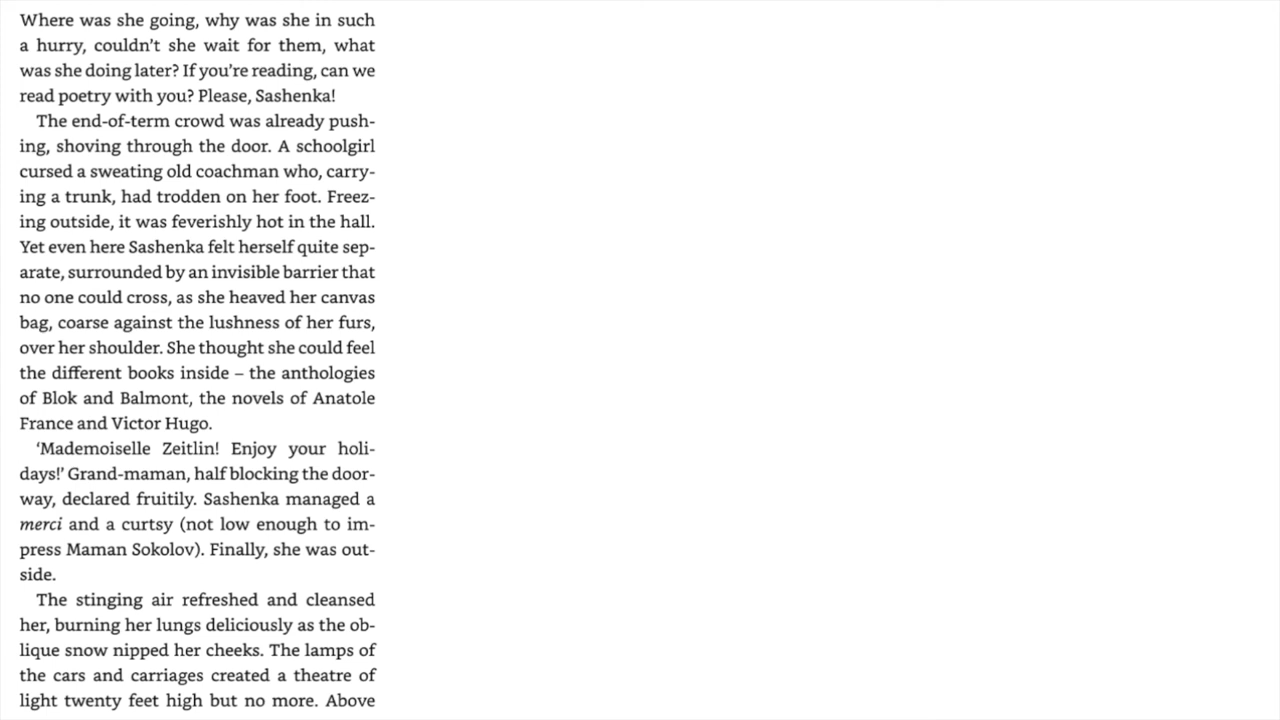 Where was she going, why was she in such
a hurry, couldn’t she wait for them, what
was she doing later? If you’re reading, can we
read poetry with you? Please, Sashenka!
The end-of-term crowd was already push-
ing, shoving through the door. A schoolgirl
cursed a sweating old coachman who, carry-
ing a trunk, had trodden on her foot. Freez-
ing outside, it was feverishly hot in the hall.
Yet even here Sashenka felt herself quite sep-
arate, surrounded by an invisible barrier that
no one could cross, as she heaved her canvas
bag, coarse against the lushness of her furs,
over her shoulder. She thought she could feel
the different books inside – the anthologies
of Blok and Balmont, the novels of Anatole
France and Victor Hugo.
‘Mademoiselle Zeitlin! Enjoy your holi-
days!’ Grand-maman, half blocking the door-
way, declared fruitily. Sashenka managed a
merci and a curtsy (not low enough to im-
press Maman Sokolov). Finally, she was out-
side.
The stinging air refreshed and cleansed
her, burning her lungs deliciously as the ob-
lique snow nipped her cheeks. The lamps of
the cars and carriages created a theatre of
light twenty feet high but no more. Above